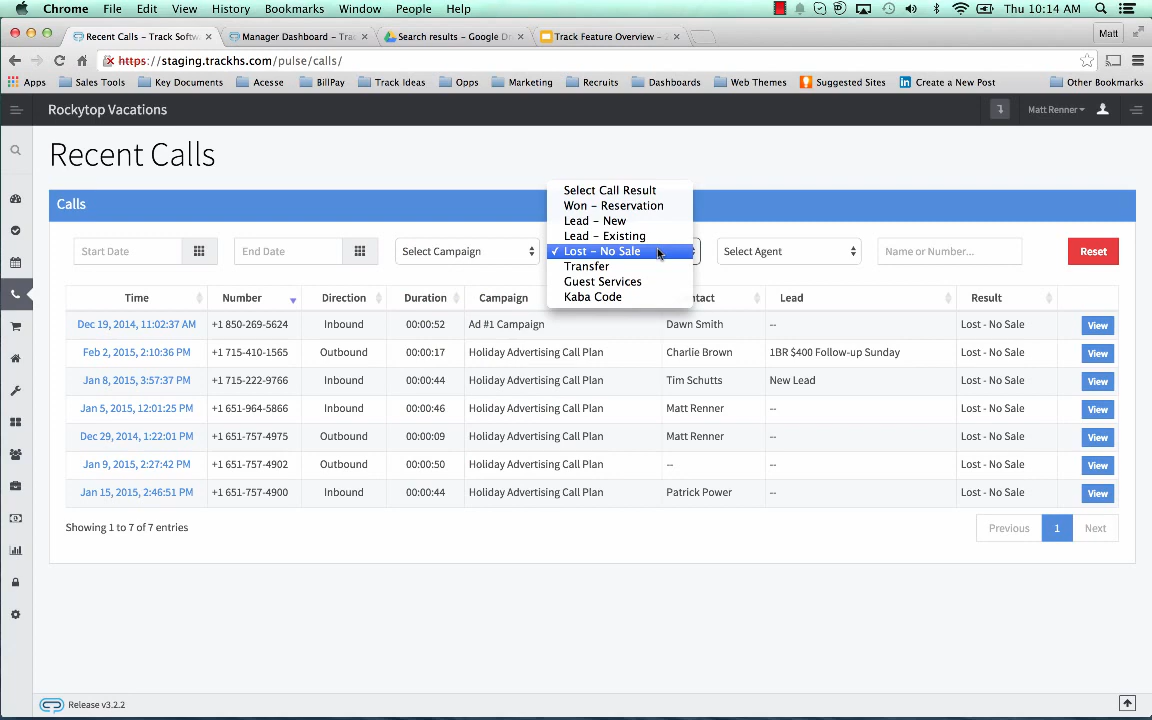 Chrome File Edit View History Bookmarks Window People Help Thu 10:14 AM
Recent Calls – Track Softw Manager Dashboard – Tra Search results – Google Dr Track Feature Overview – Matt
https://staging.trackhs.com/pulse/calls/
Apps Sales Tools Key Documents Acesse BillPay Track Ideas Opps Marketing Recruits Dashboards Web Themes Suggested Sites Create a New Post Other Bookmarks
Rockytop Vacations Matt Renner
Recent Calls
Calls
Select Call Result
Won – Reservation
Lead – New
Lead – Existing
✓ Lost – No Sale
Transfer
Guest Services
Kaba Code
Start Date End Date Select Campaign Select Agent Name or Number... Reset
Time Number Direction Duration Campaign ntact Lead Result
Dec 19, 2014, 11:02:37 AM +1 850-269-5624 Inbound 00:00:52 Ad #1 Campaign Dawn Smith -- Lost - No Sale View
Feb 2, 2015, 2:10:36 PM +1 715-410-1565 Outbound 00:00:17 Holiday Advertising Call Plan Charlie Brown 1BR $400 Follow-up Sunday Lost - No Sale View
Jan 8, 2015, 3:57:37 PM +1 715-222-9766 Inbound 00:00:44 Holiday Advertising Call Plan Tim Schutts New Lead Lost - No Sale View
Jan 5, 2015, 12:01:25 PM +1 651-964-5866 Inbound 00:00:46 Holiday Advertising Call Plan Matt Renner -- Lost - No Sale View
Dec 29, 2014, 1:22:01 PM +1 651-757-4975 Outbound 00:00:09 Holiday Advertising Call Plan Matt Renner -- Lost - No Sale View
Jan 9, 2015, 2:27:42 PM +1 651-757-4902 Outbound 00:00:50 Holiday Advertising Call Plan -- -- Lost - No Sale View
Jan 15, 2015, 2:46:51 PM +1 651-757-4900 Inbound 00:00:44 Holiday Advertising Call Plan Patrick Power -- Lost - No Sale View
Showing 1 to 7 of 7 entries Previous 1 Next
Release v3.2.2